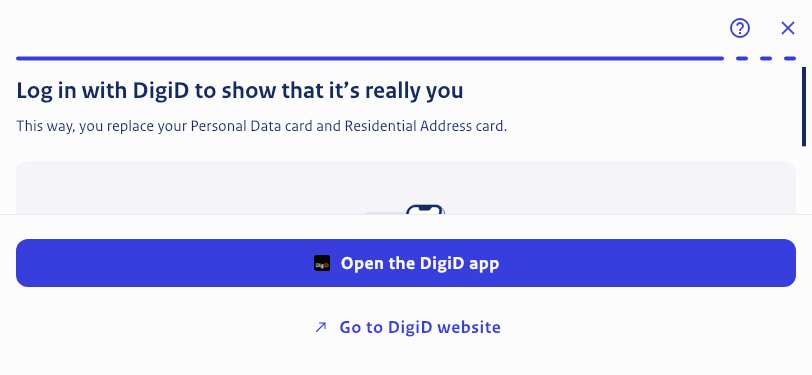 Log in with DigiD to show that it’s really you
This way, you replace your Personal Data card and Residential Address card.
DigiD Open the DigiD app
Go to DigiD website